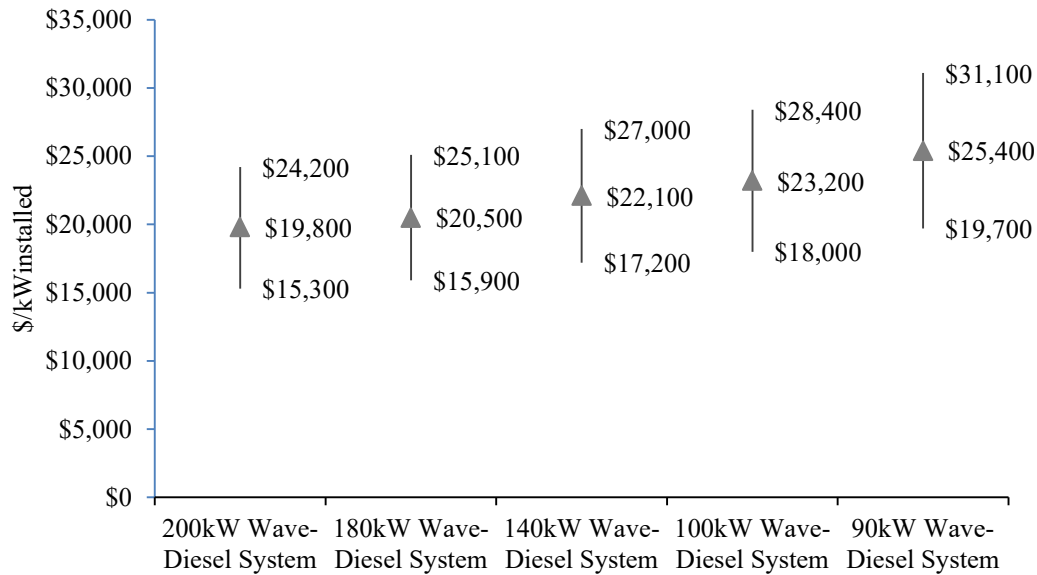 $35,000
$30,000
$25,000
$20,000
$15,000
$10,000
$5,000
$0
$/kWinstalled
$24,200
$19,800
$15,300
$25,100
$20,500
$15,900
$27,000
$22,100
$17,200
$28,400
$23,200
$18,000
$31,100
$25,400
$19,700
200kW Wave-
Diesel System
180kW Wave-
Diesel System
140kW Wave-
Diesel System
100kW Wave-
Diesel System
90kW Wave-
Diesel System